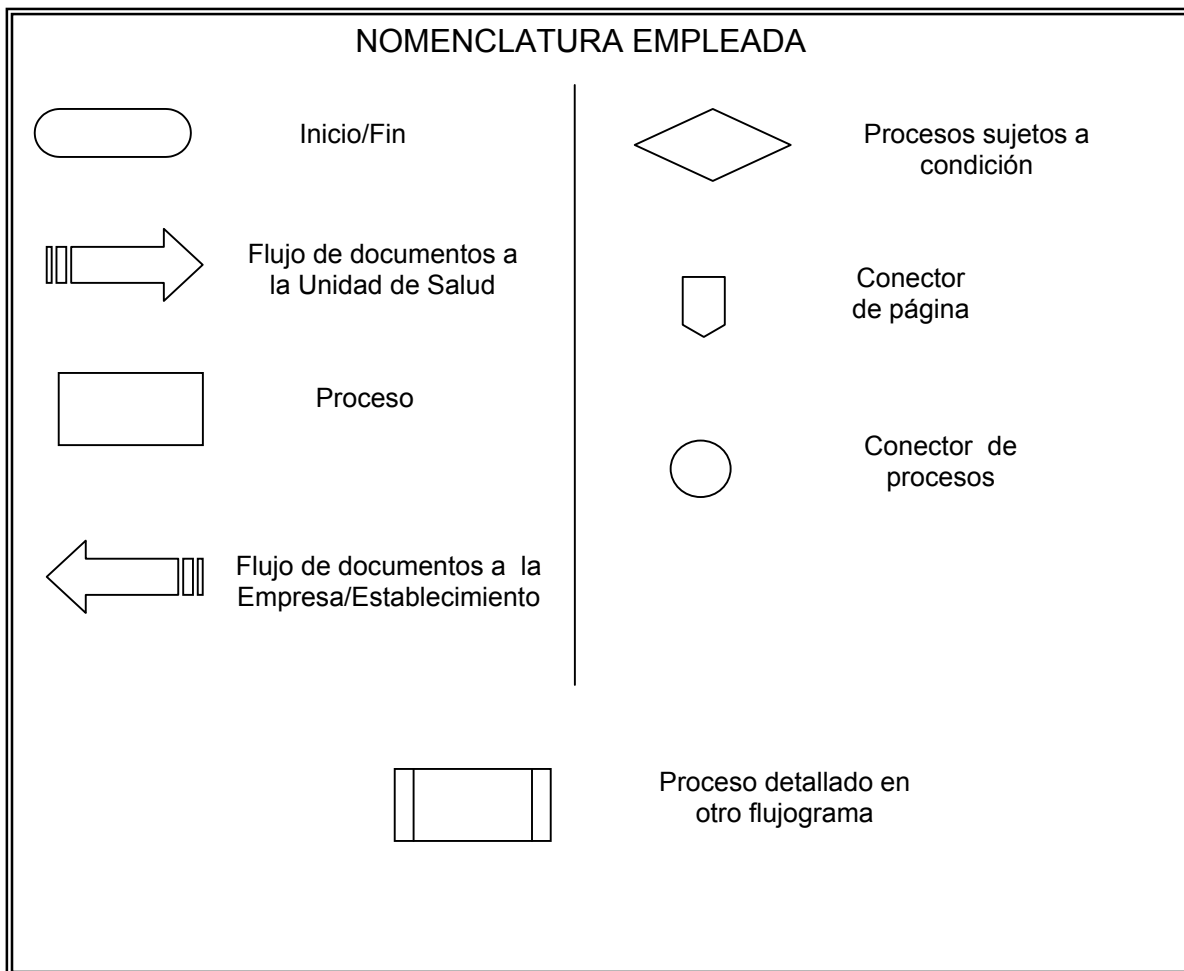 NOMENCLATURA EMPLEADA
Inicio/Fin
Flujo de documentos a
la Unidad de Salud
Proceso
Flujo de documentos a la
Empresa/Establecimiento
Procesos sujetos a
condición
Conector
de página
Conector de
procesos
Proceso detallado en
otro flujograma